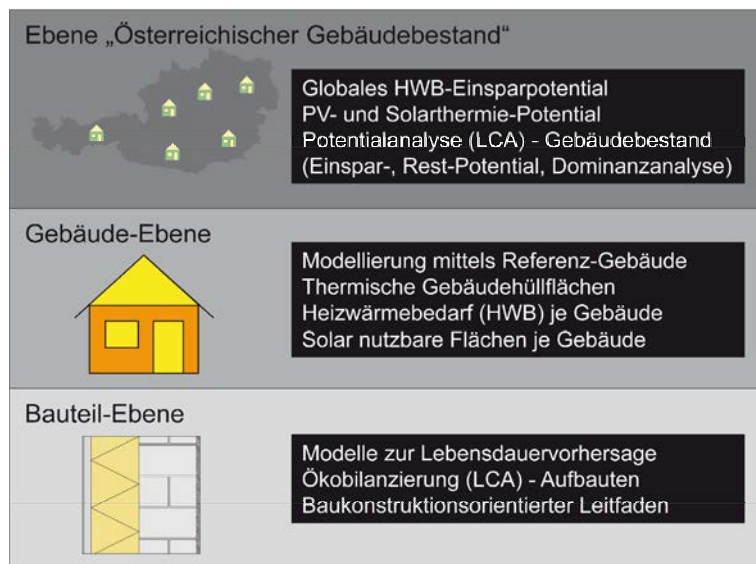 Ebene „Österreichischer Gebäudebestand“
Globales HWB-Einsparpotential
PV- und Solarthermie-Potential
Potentialanalyse (LCA) - Gebäudebestand
(Einspar-, Rest-Potential, Dominanzanalyse)
Gebäude-Ebene
Modellierung mittels Referenz-Gebäude
Thermische Gebäudehüllflächen
Heizwärmebedarf (HWB) je Gebäude
Solar nutzbare Flächen je Gebäude
Bauteil-Ebene
Modelle zur Lebensdauervorhersage
Ökobilanzierung (LCA) - Aufbauten
Baukonstruktionsorientierter Leitfaden